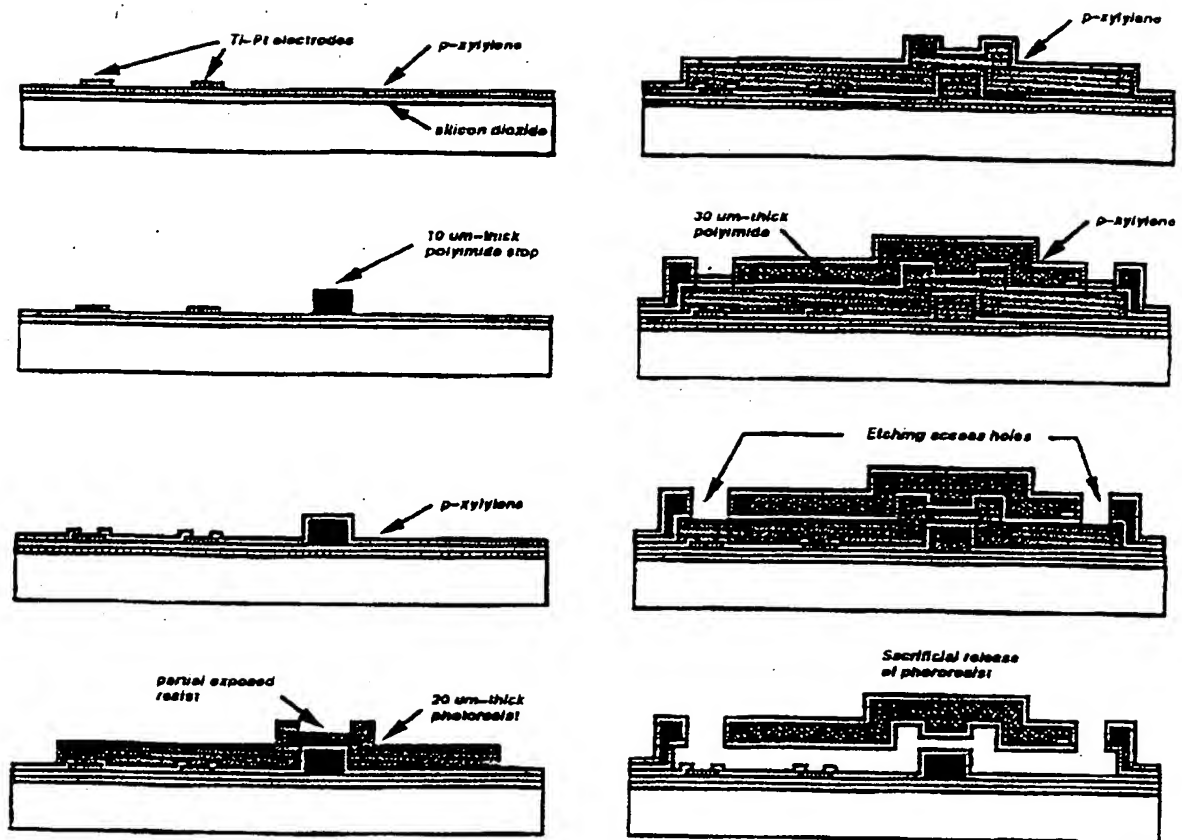 Ti-Pt electrodes
p-xylylene
silicon dioxide
10 um-thick
polyimide stop
p-xylylene
partial exposed
resist
20 um-thick
photoresist
p-xylylene
30 um-thick
polyimide
p-xylylene
Etching access holes
Sacrificial release
of photoresist